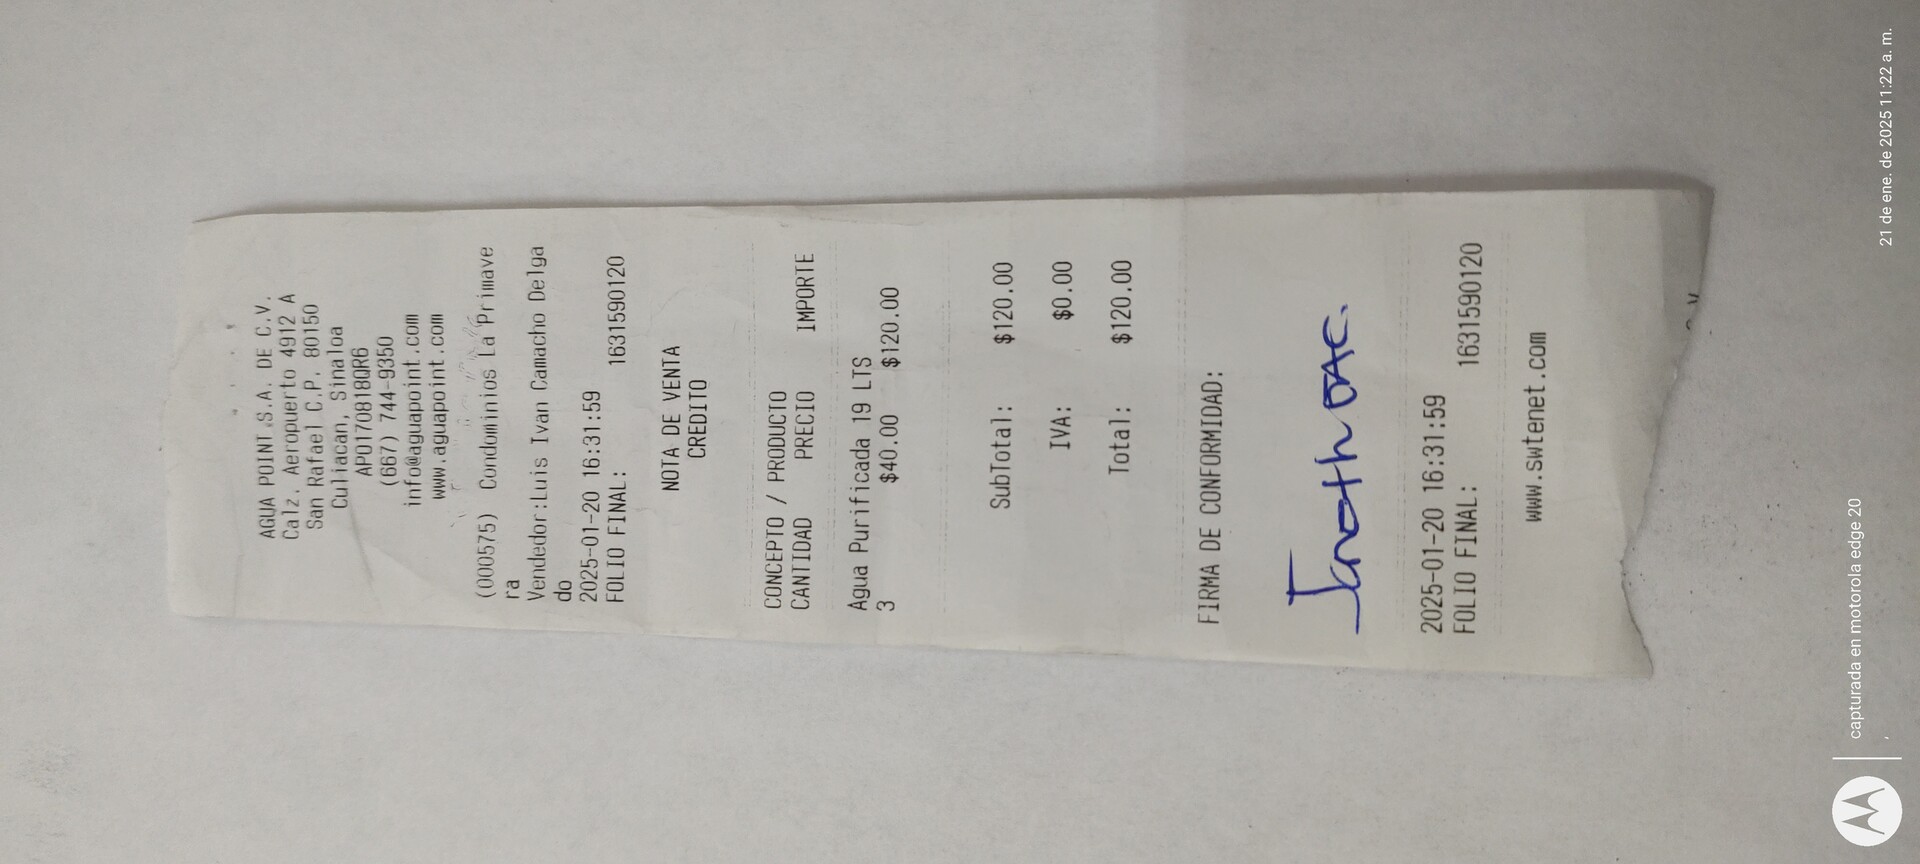 AGUA POINT S.A. DE C.V.
Calz. Aeropuerto 4912 A
San Rafael C.P. 80150
Culiacan, Sinaloa
APO170818QR6
(667) 744-9350
info@aguapoint.com
www.aguapoint.com
(000575) Condominios La Primave
ra
Vendedor:Luis Ivan Camacho Delga
do
2025-01-20 16:31:59
FOLIO FINAL: 1631590120
NOTA DE VENTA
CREDITO
CONCEPTO / PRODUCTO
CANTIDAD PRECIO IMPORTE
Agua Purificada 19 LTS
3 $40.00 $120.00
SubTotal: $120.00
IVA: $0.00
Total: $120.00
FIRMA DE CONFORMIDAD:
2025-01-20 16:31:59
FOLIO FINAL: 1631590120
www.swtenet.com
capturada en motorola edge 20
21 de ene.. de 2025 11:22 a. m.